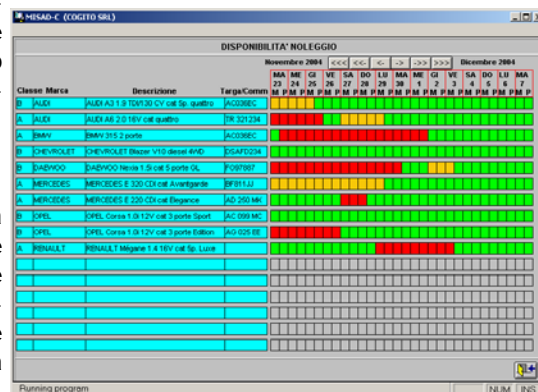 MISAD-C (COGITO SRL)
DISPONIBILITA' NOLEGGIO
Novembre 2004 <<< <<- <- -> ->> >>> Dicembre 2004
MA ME GI VE SA DO LU MA ME GI VE SA DO LU MA
23 24 25 26 27 28 29 30 1 2 3 4 5 6 7
Classe Marca Descrizione Targa/Comm M P M P M P M P M P M P M P M P M P M P M P M P M P M P M P
B AUDI AUDI A3 1.9 TDI/130 CV cat Sp. quattro AC036EC
A AUDI AUDI A6 2.0 16V cat quattro TR 321234
A BMW BMW 315 2 porte AC036EC
B CHEVROLET CHEVROLET Blazer V10 diesel 4WD DSAFD234
B DAEWOO DAEWOO Nexia 1.5i cat 5 porte GL FO97867
A MERCEDES MERCEDES E 320 CDI cat Avantgarde BF811JJ
A MERCEDES MERCEDES E 220 CDI cat Elegance AD 250 MK
B OPEL OPEL Corsa 1.0i 12V cat 3 porte Sport AC 099 MC
B OPEL OPEL Corsa 1.0i 12V cat 3 porte Edition AG 025 EE
A RENAULT RENAULT Mégane 1.4 16V cat Sp. Luxe
Running program NUM INS